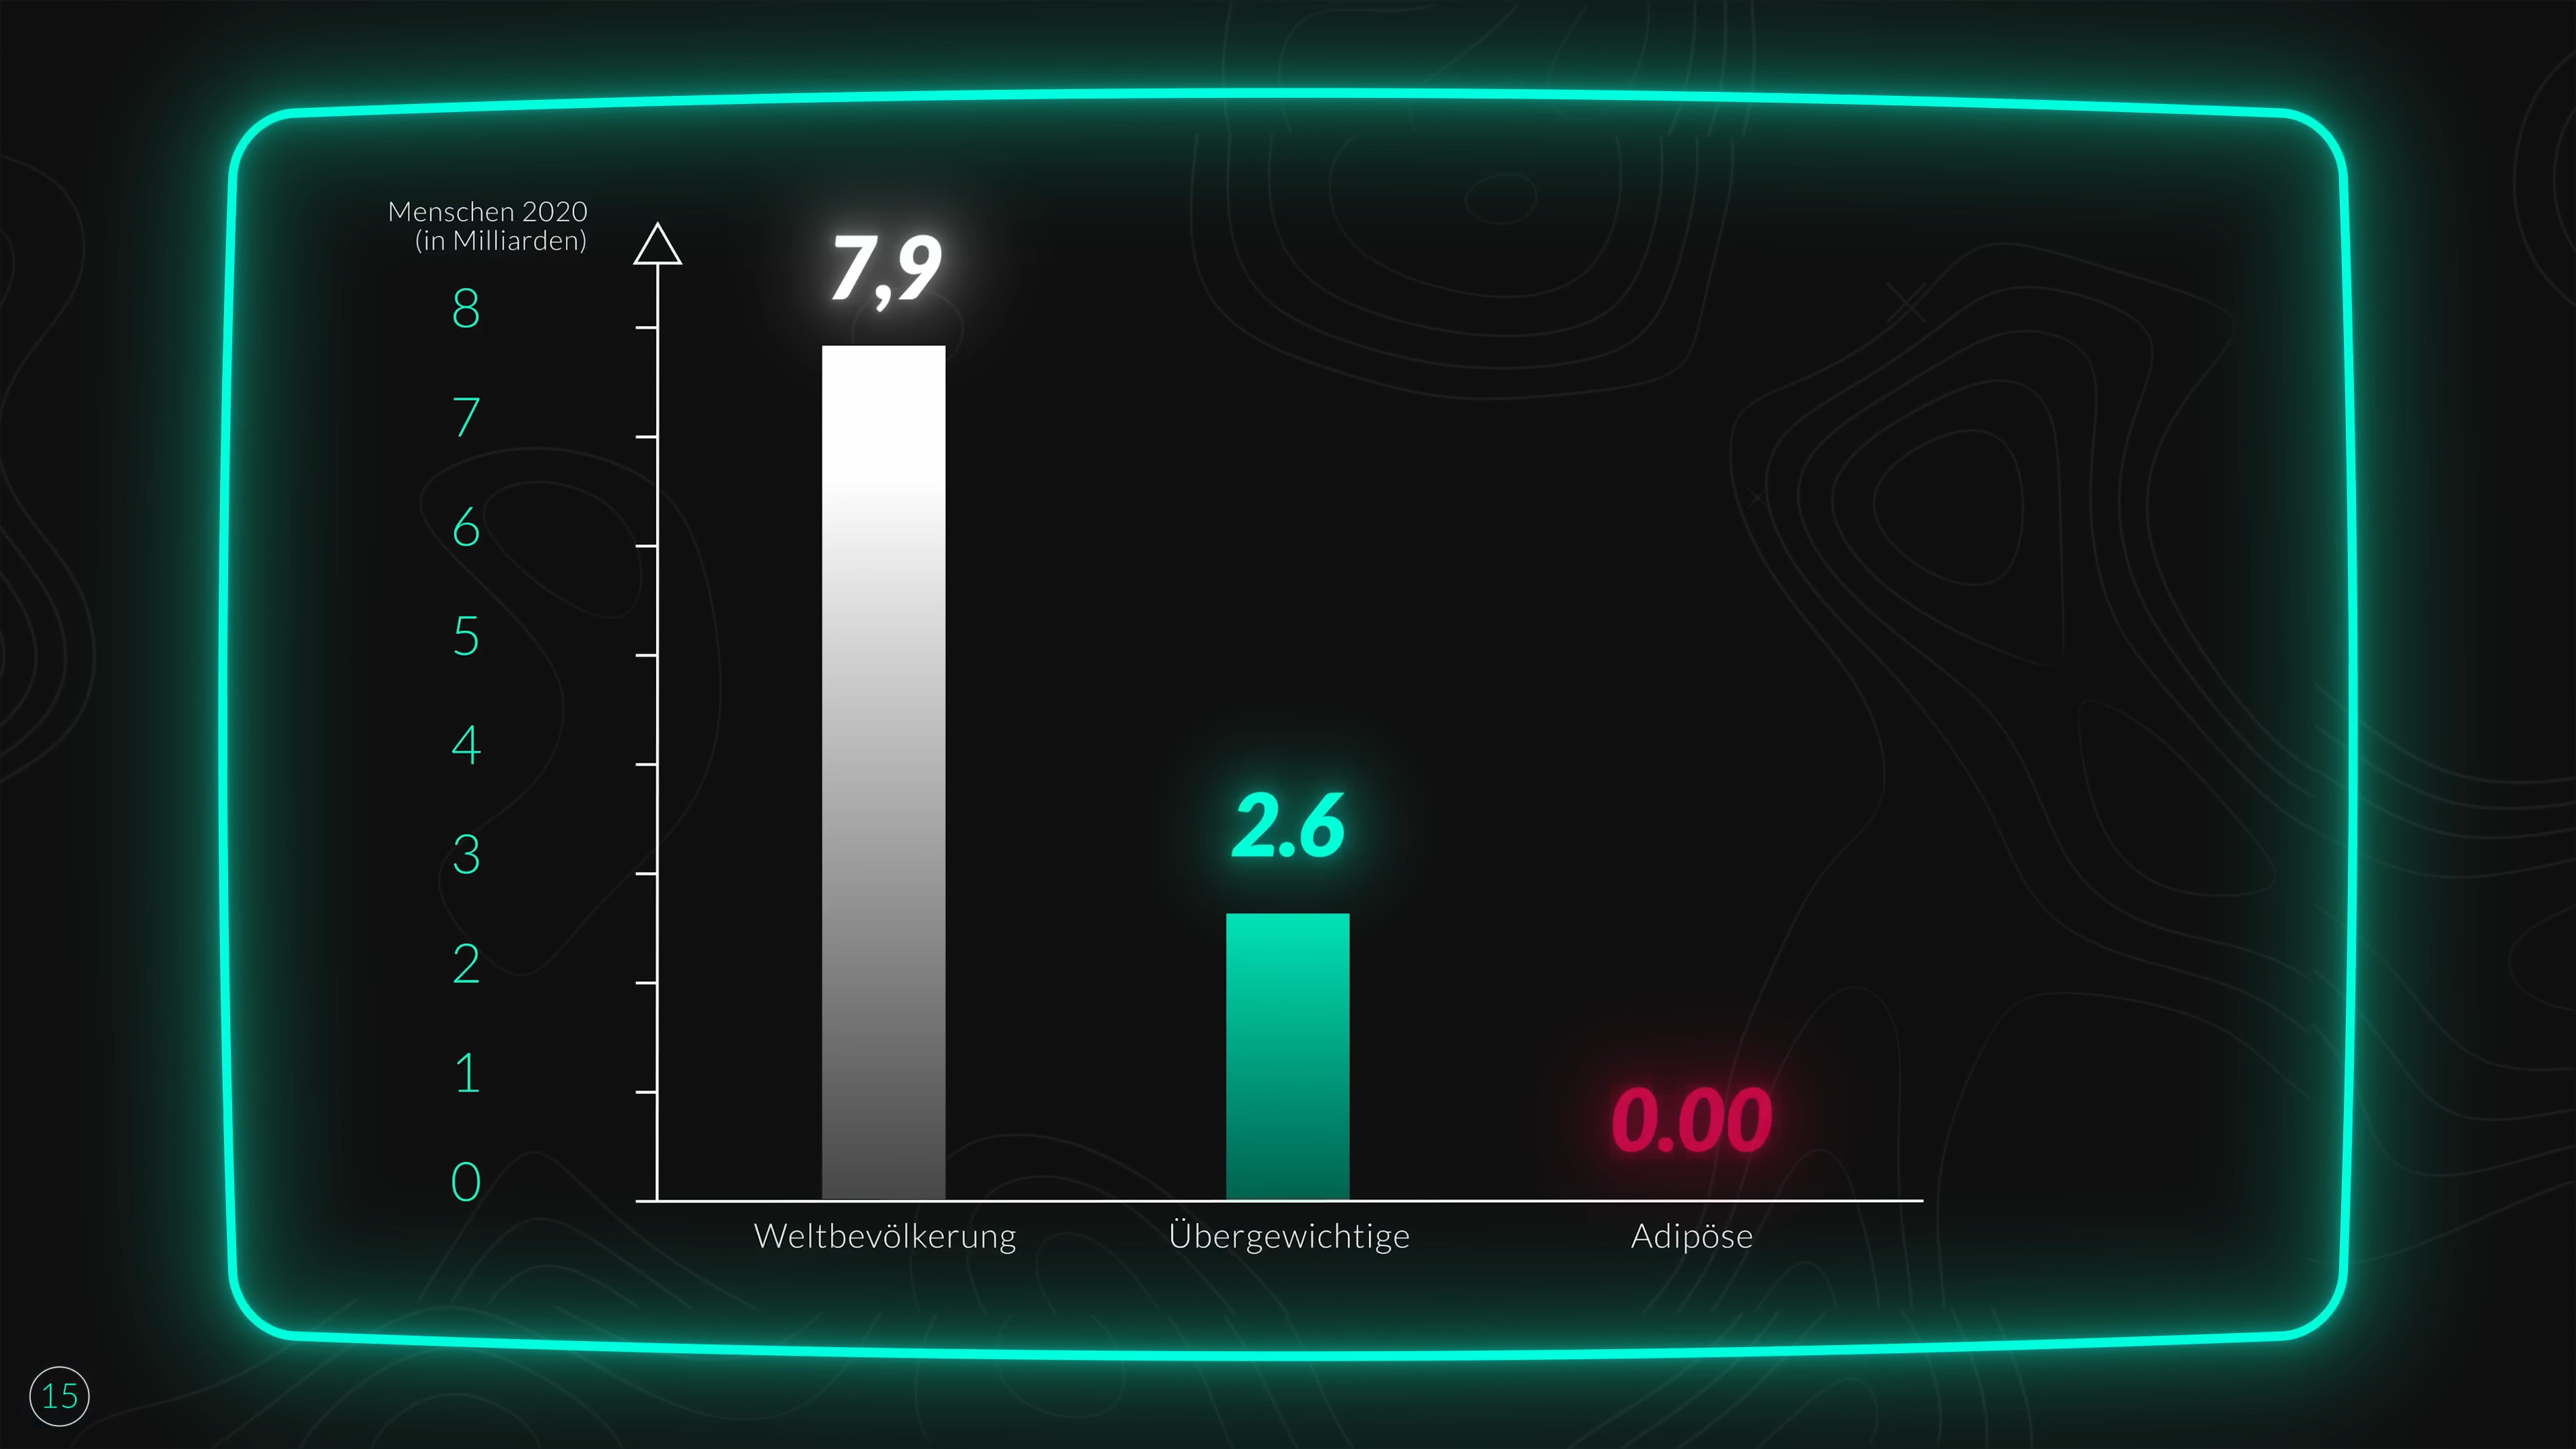 Menschen 2020
(in Milliarden)
8
7
6
5
4
3
2
1
0
7,9
2.6
0.00
Weltbevölkerung
Übergewichtige
Adipöse
15